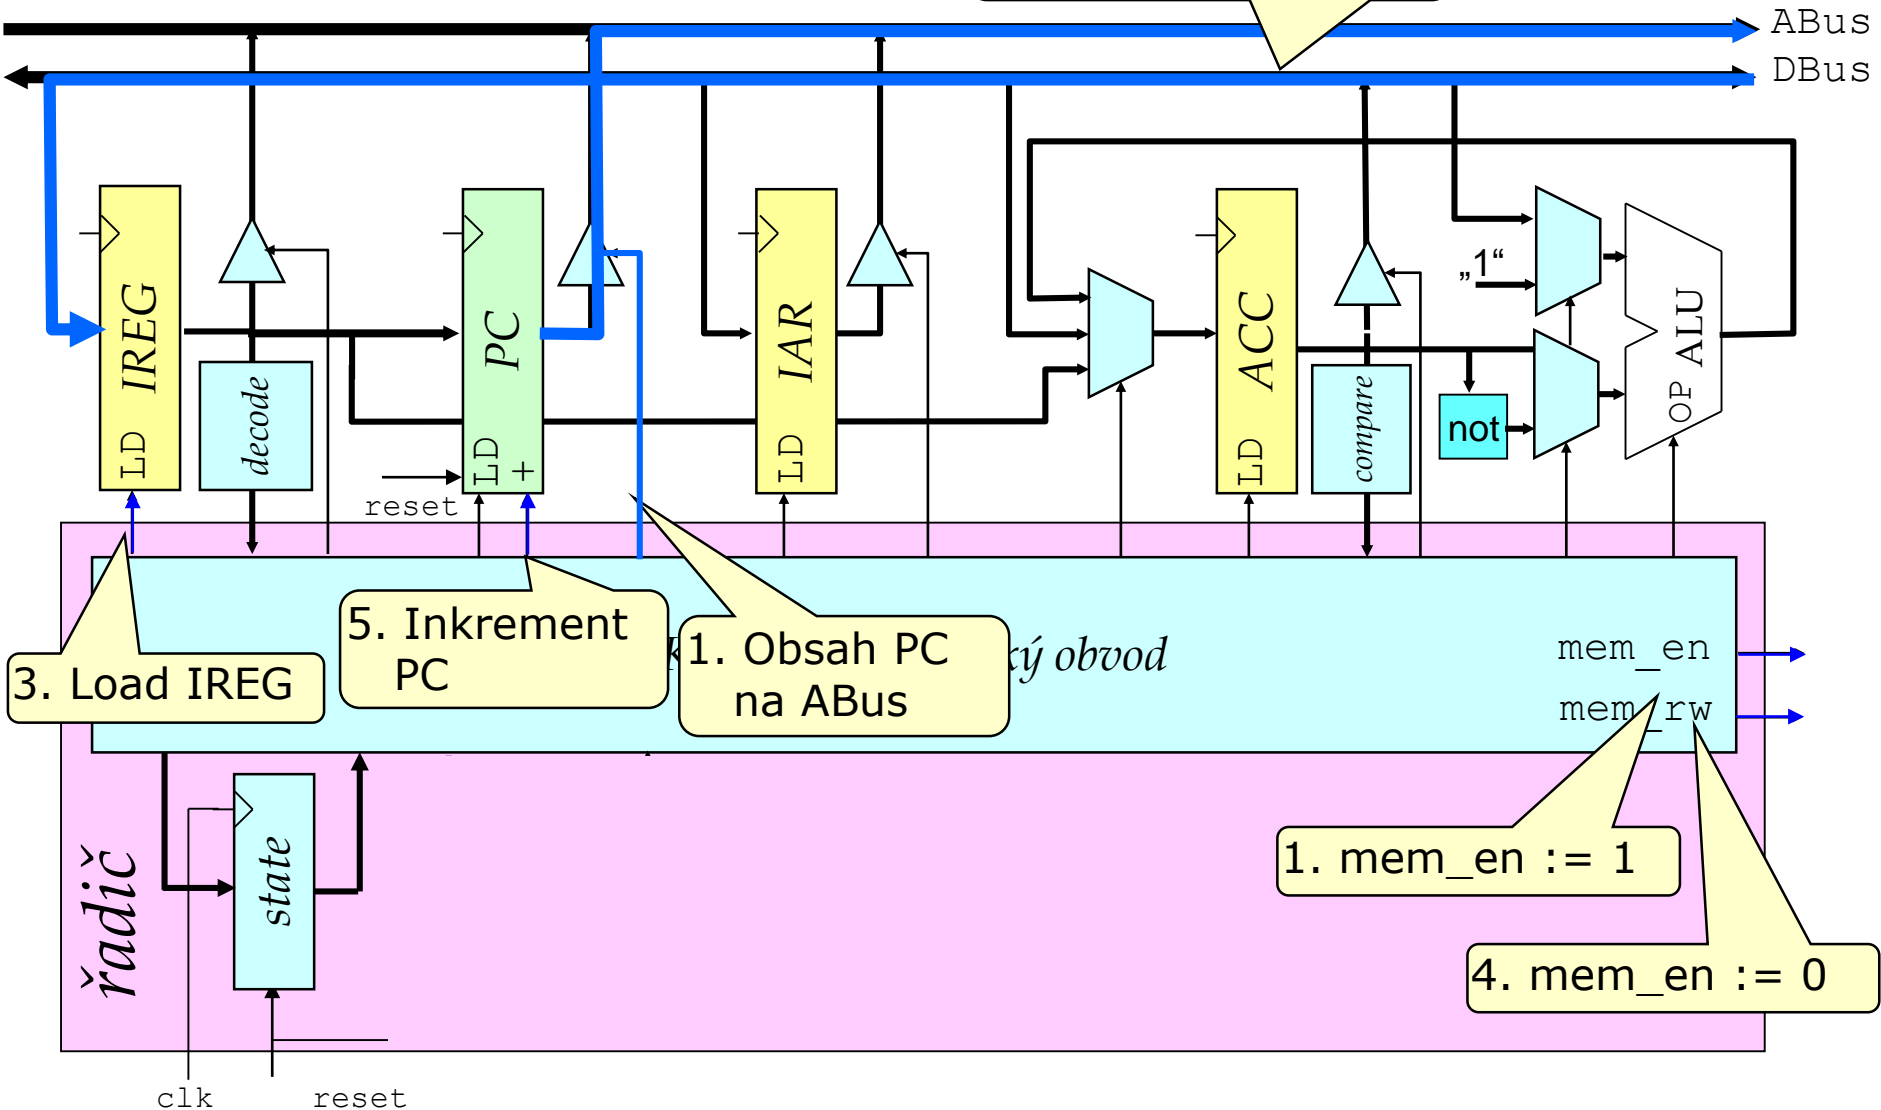 ABus
DBus
IREG
LD
decode
PC
LD
+
reset
IAR
LD
ACC
LD
compare
„1“
not
ALU
OP
3. Load IREG
5. Inkrement
PC
1. Obsah PC
na ABus
ký obvod
mem_en
mem_rw
1. mem_en := 1
4. mem_en := 0
řadič
state
clk
reset